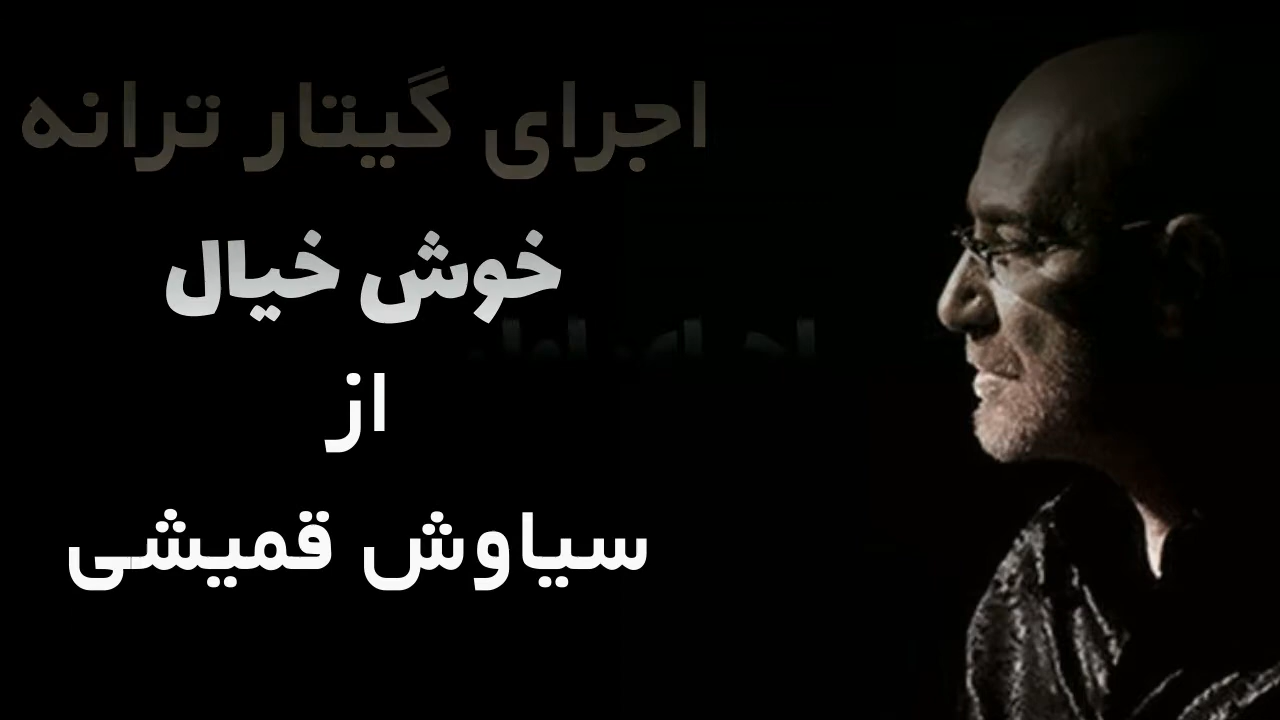 اجرای گیتار ترانه
خوش خیال
از
سیاوش قمیشی